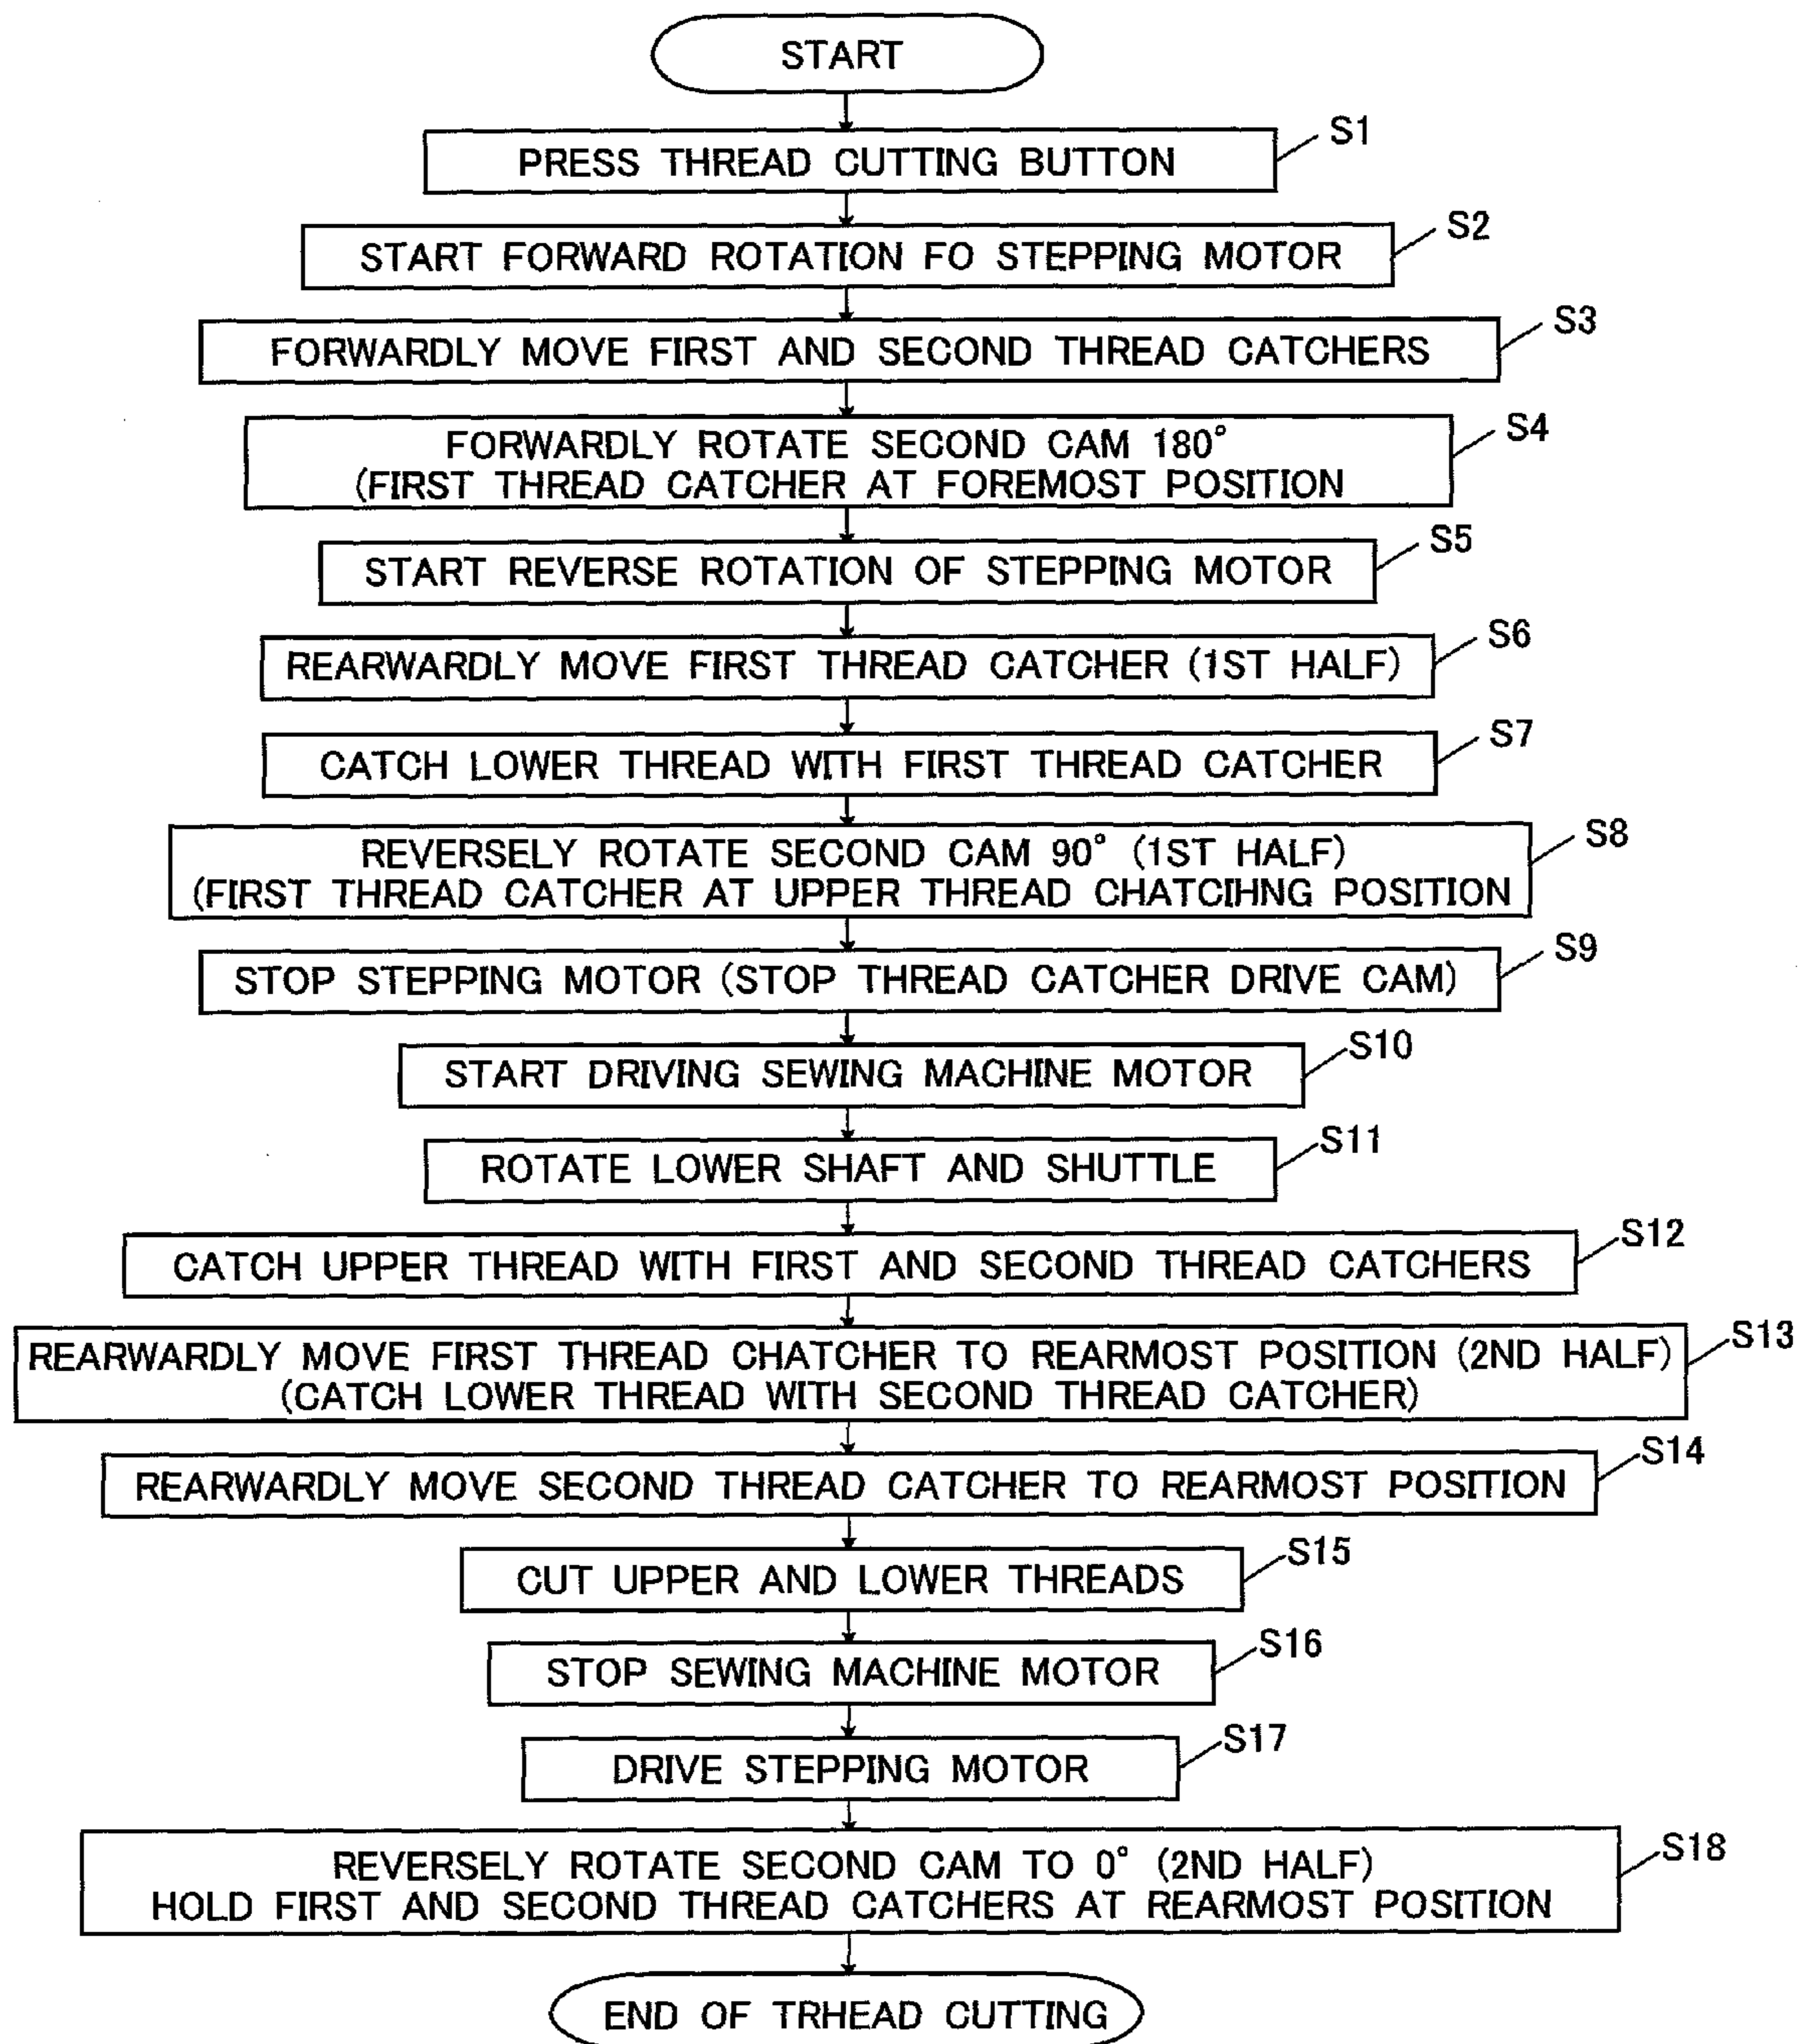 START
S1
PRESS THREAD CUTTING BUTTON
S2
START FORWARD ROTATION FO STEPPING MOTOR
S3
FORWARDLY MOVE FIRST AND SECOND THREAD CATCHERS
S4
FORWARDLY ROTATE SECOND CAM 180°
(FIRST THREAD CATCHER AT FOREMOST POSITION
S5
START REVERSE ROTATION OF STEPPING MOTOR
S6
REARWARDLY MOVE FIRST THREAD CATCHER (1ST HALF)
S7
CATCH LOWER THREAD WITH FIRST THREAD CATCHER
S8
REVERSELY ROTATE SECOND CAM 90° (1ST HALF)
(FIRST THREAD CATCHER AT UPPER THREAD CHATCIHNG POSITION
S9
STOP STEPPING MOTOR (STOP THREAD CATCHER DRIVE CAM)
S10
START DRIVING SEWING MACHINE MOTOR
S11
ROTATE LOWER SHAFT AND SHUTTLE
S12
CATCH UPPER THREAD WITH FIRST AND SECOND THREAD CATCHERS
S13
REARWARDLY MOVE FIRST THREAD CHATCHER TO REARMOST POSITION (2ND HALF)
(CATCH LOWER THREAD WITH SECOND THREAD CATCHER)
S14
REARWARDLY MOVE SECOND THREAD CATCHER TO REARMOST POSITION
S15
CUT UPPER AND LOWER THREADS
S16
STOP SEWING MACHINE MOTOR
S17
DRIVE STEPPING MOTOR
S18
REVERSELY ROTATE SECOND CAM TO 0° (2ND HALF)
HOLD FIRST AND SECOND THREAD CATCHERS AT REARMOST POSITION
END OF TRHEAD CUTTING